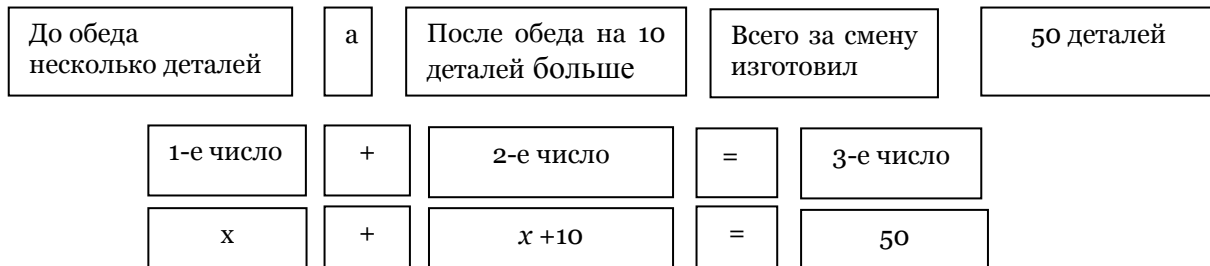 До обеда
несколько деталей
а
После обеда на 10
деталей больше
Всего за смену
изготовил
50 деталей
1-е число + 2-е число = 3-е число
х + x +10 = 50